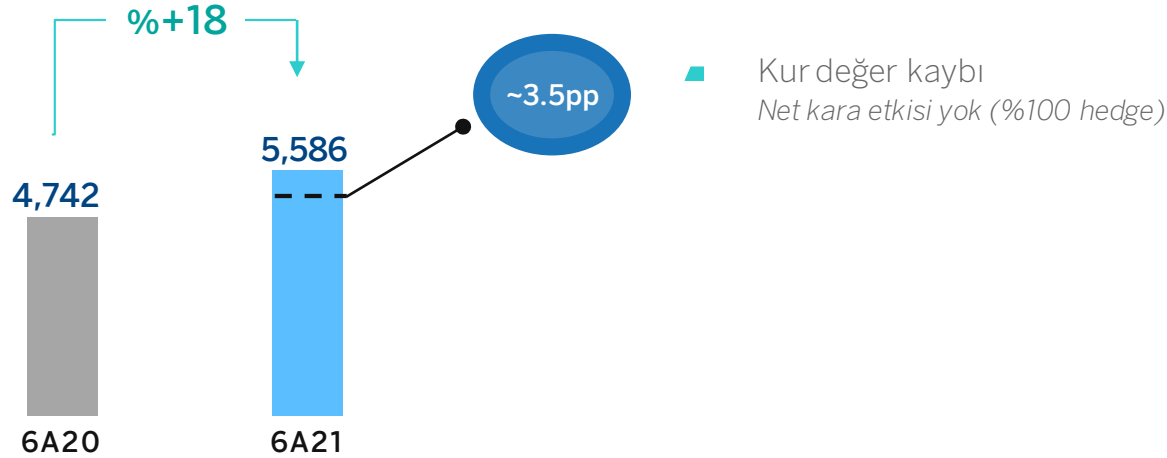 %+18
~3.5pp
Kur değer kaybı
Net kara etkisi yok (%100 hedge)
5,586
4,742
6A20
6A21